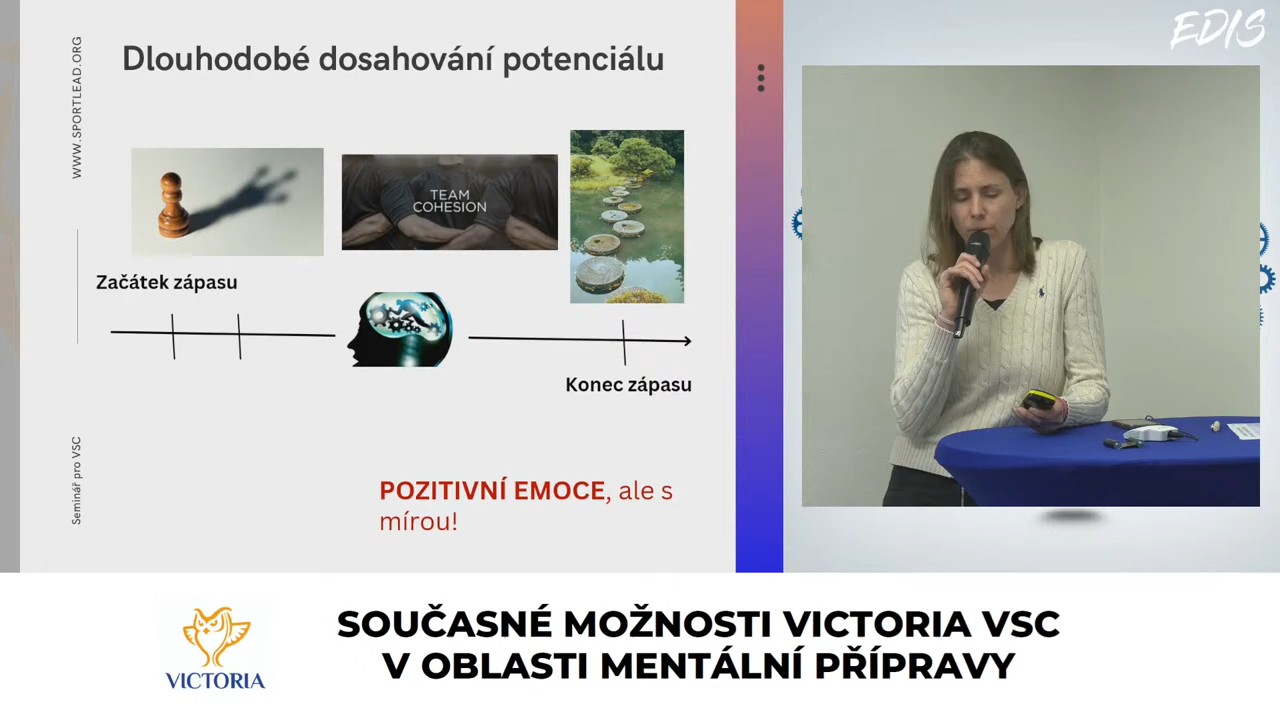 WWW.SPORTLEAD.ORG
Dlouhodobé dosahování potenciálu
TEAM
COHESION
Začátek zápasu
Konec zápasu
Seminář pro VSC
POZITIVNÍ EMOCE, ale s
mírou!
EDIS
VICTORIA
SOUČASNÉ MOŽNOSTI VICTORIA VSC
V OBLASTI MENTÁLNÍ PŘÍPRAVY